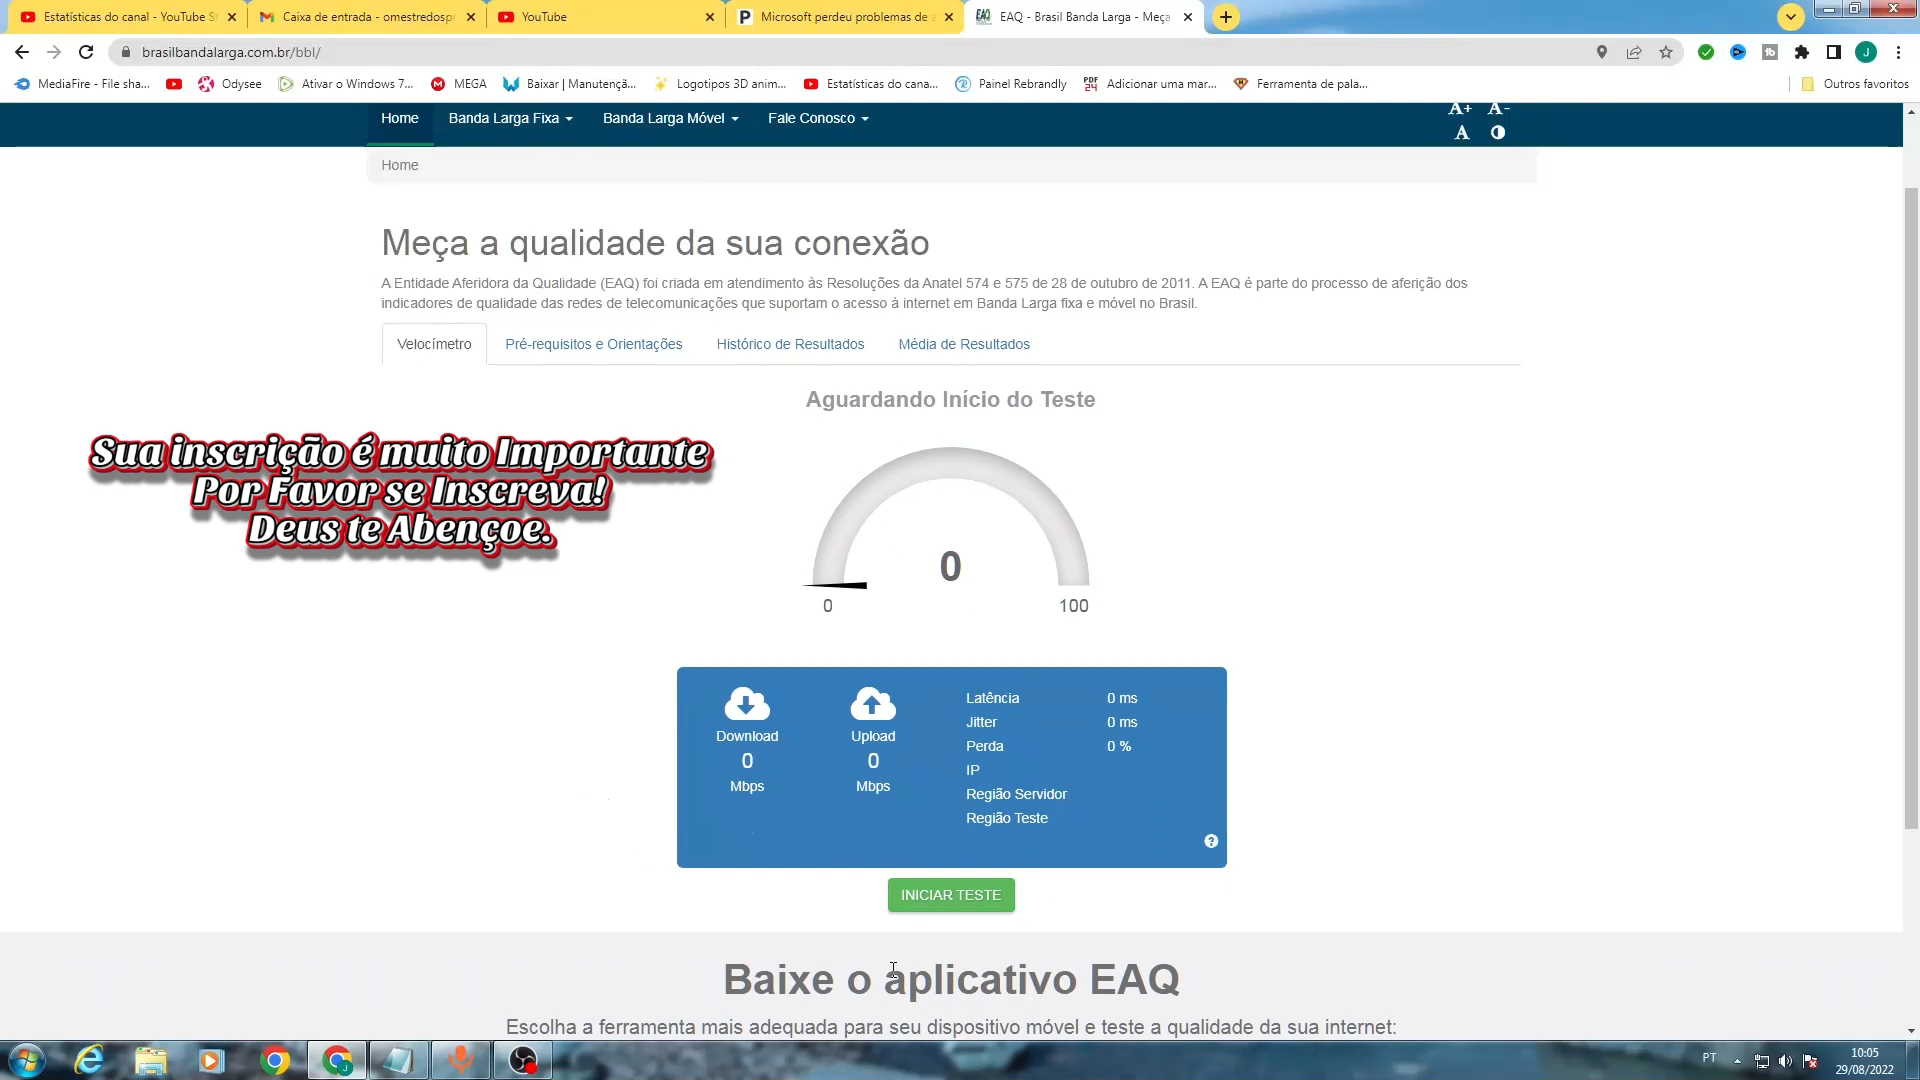 Estatísticas do canal - YouTube S
Caixa de entrada - omestredospr
YouTube
Microsoft perdeu problemas de a
EAQ - Brasil Banda Larga - Meça
brasilbandalarga.com.br/bbl/
MediaFire - File sha...
Odysee
Ativar o Windows 7...
MEGA
Baixar | Manutençã...
Logotipos 3D anim...
Estatísticas do cana...
Painel Rebrandly
Adicionar uma mar...
Ferramenta de pala...
Outros favoritos
Home
Banda Larga Fixa
Banda Larga Móvel
Fale Conosco
A+ A-
A
Home
Meça a qualidade da sua conexão
A Entidade Aferidora da Qualidade (EAQ) foi criada em atendimento às Resoluções da Anatel 574 e 575 de 28 de outubro de 2011. A EAQ é parte do processo de aferição dos
indicadores de qualidade das redes de telecomunicações que suportam o acesso à internet em Banda Larga fixa e móvel no Brasil.
Velocímetro
Pré-requisitos e Orientações
Histórico de Resultados
Média de Resultados
Aguardando Início do Teste
Sua inscrição é muito Importante
Por Favor se Inscreva!
Deus te Abençoe.
0
0
100
Download
0
Mbps
Upload
0
Mbps
Latência 0 ms
Jitter 0 ms
Perda 0 %
IP
Região Servidor
Região Teste
INICIAR TESTE
Baixe o aplicativo EAQ
Escolha a ferramenta mais adequada para seu dispositivo móvel e teste a qualidade da sua internet:
PT
10:05
29/08/2022